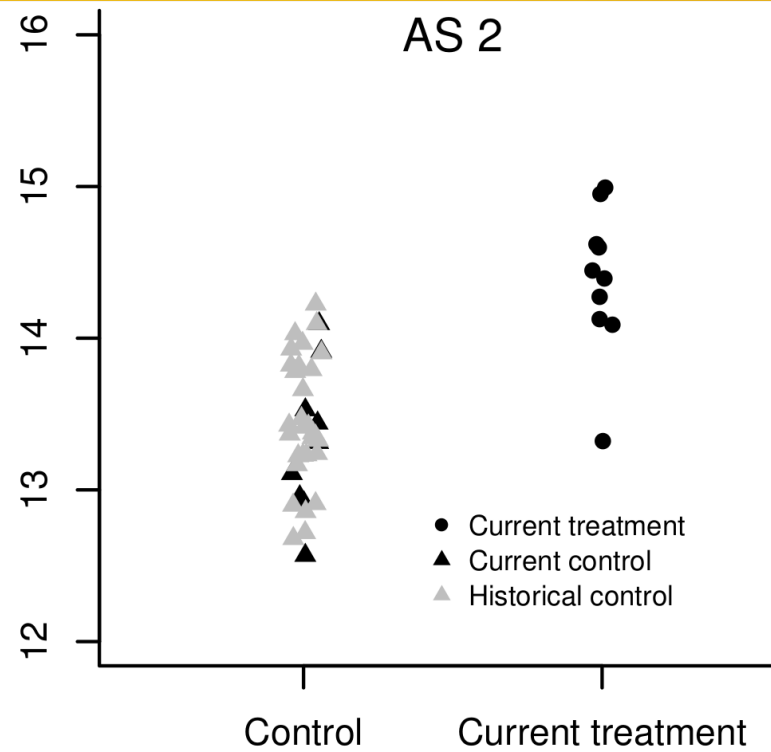 AS 2
16
15
14
13
12
Current treatment
Current control
Historical control
Control
Current treatment